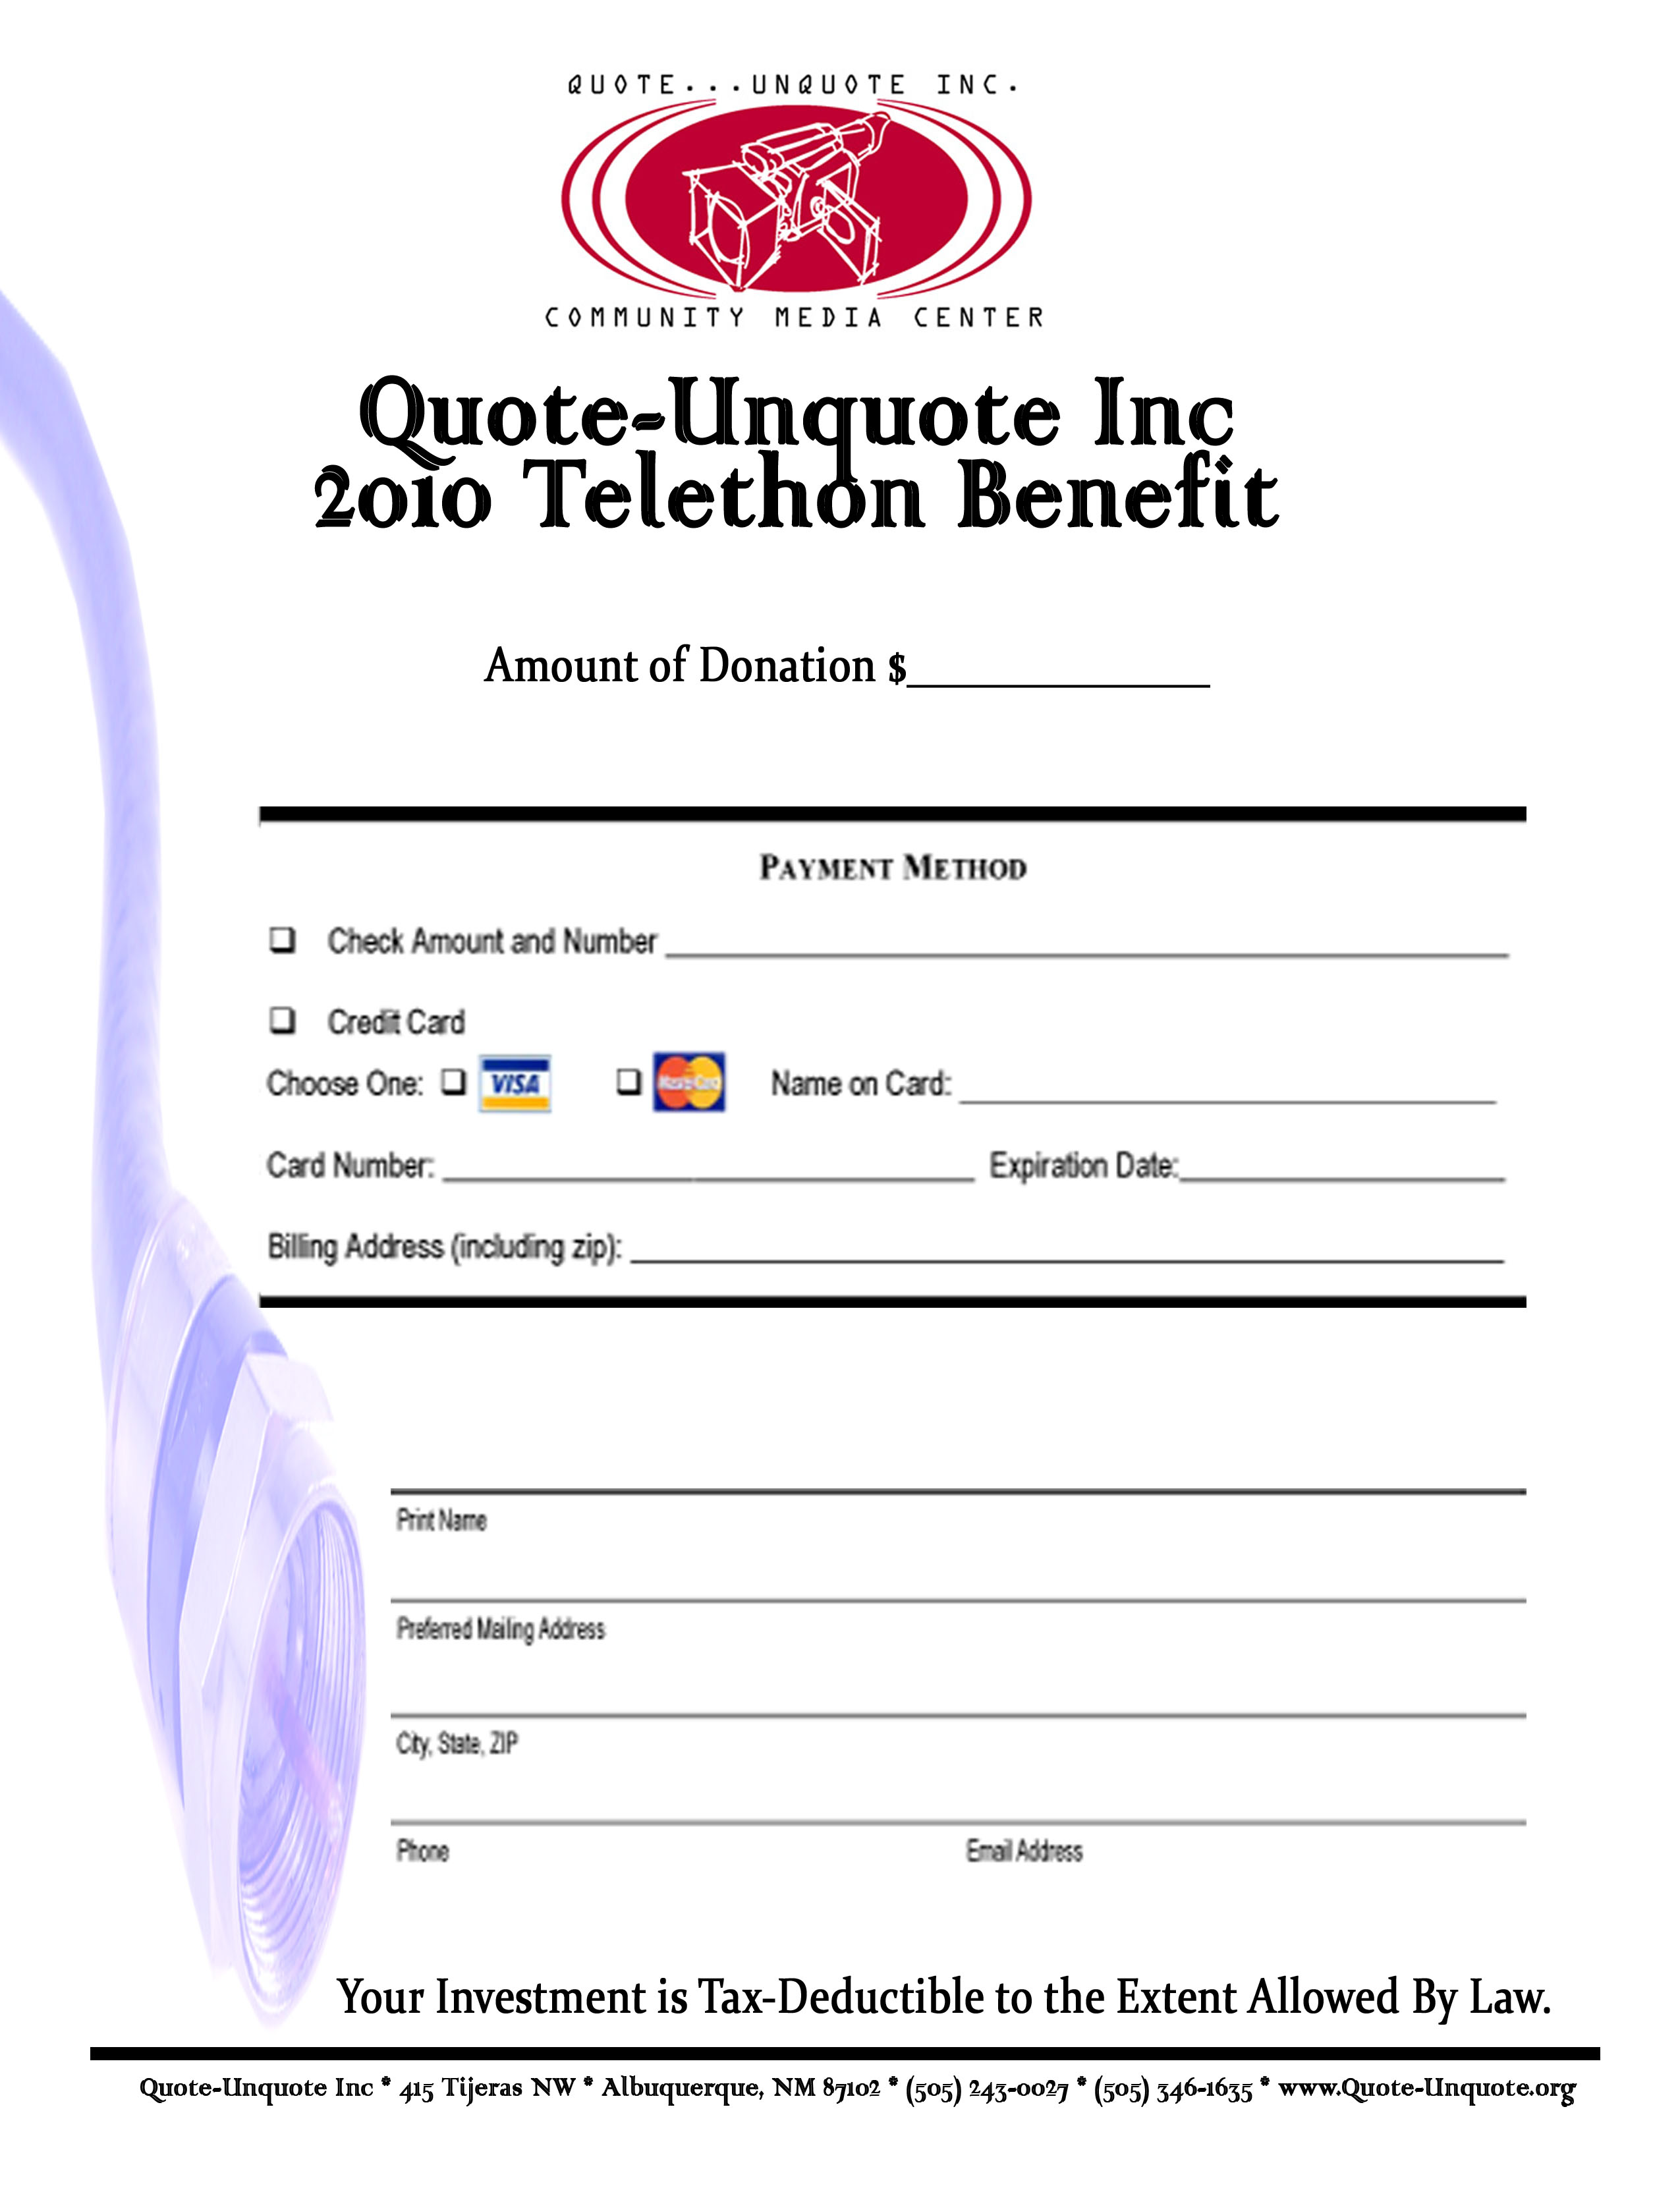 QUOTE...UNQUOTE INC.
COMMUNITY MEDIA CENTER
Quote-Unquote Inc
2010 Telethon Benefit
Amount of Donation $______________
PAYMENT METHOD
❏ Check Amount and Number ______________
❏ Credit Card
Choose One: ❏ VISA ❏ MasterCard Name on Card: ______________
Card Number: ______________ Expiration Date:______________
Billing Address (including zip): ______________
Print Name
Preferred Mailing Address
City, State, ZIP
Phone Email Address
Your Investment is Tax-Deductible to the Extent Allowed By Law.
Quote-Unquote Inc * 415 Tijeras NW * Albuquerque, NM 87102 * (505) 243-0027 * (505) 346-1635 * www.Quote-Unquote.org